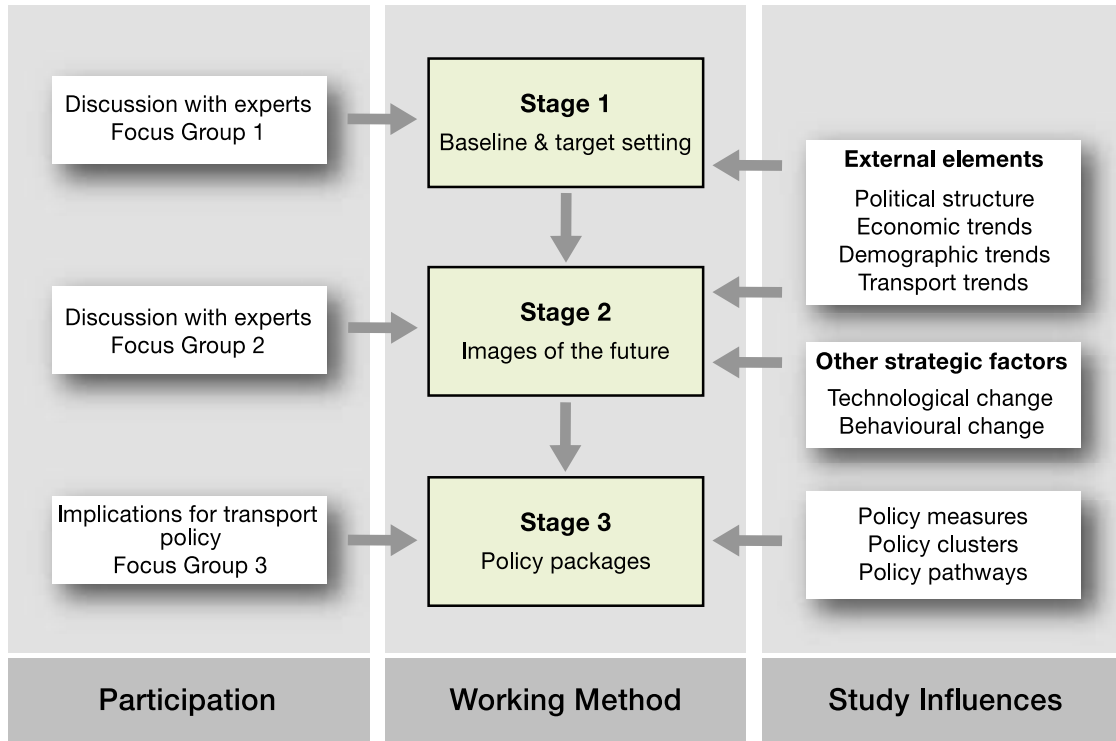 Discussion with experts
Focus Group 1
Discussion with experts
Focus Group 2
Implications for transport
policy
Focus Group 3
Participation
Stage 1
Baseline & target setting
Stage 2
Images of the future
Stage 3
Policy packages
Working Method
External elements
Political structure
Economic trends
Demographic trends
Transport trends
Other strategic factors
Technological change
Behavioural change
Policy measures
Policy clusters
Policy pathways
Study Influences